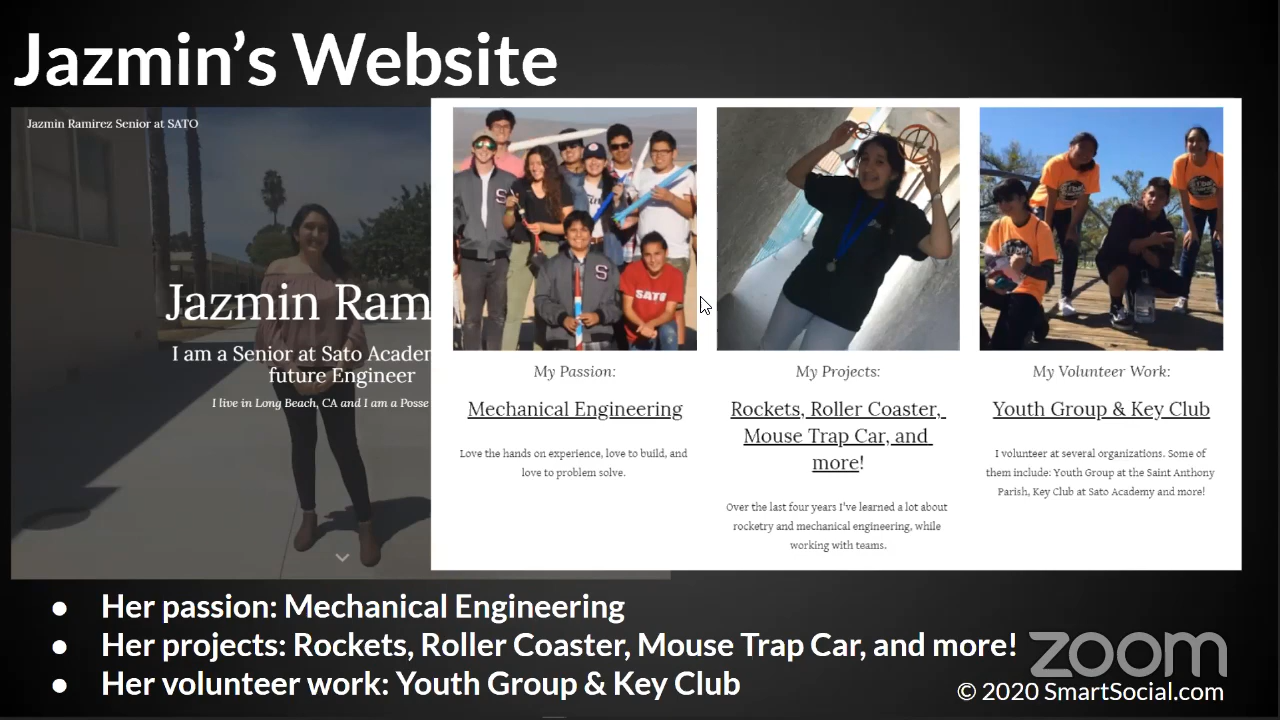 Jazmin's Website
Jazmin Ramirez Senior at SATO
Jazmin Ram
I am a Senior at Sato Academ
future Engineer
I live in Long Beach, CA and I am a Posse
S
S
SATO
My Passion:
Mechanical Engineering
Love the hands on experience, love to build, and
love to problem solve.
My Projects:
Rockets, Roller Coaster,
Mouse Trap Car, and
more!
Over the last four years I've learned a lot about
rocketry and mechanical engineering, while
working with teams.
My Volunteer Work:
Youth Group & Key Club
I volunteer at several organizations. Some of
them include: Youth Group at the Saint Anthony
Parish, Key Club at Sato Academy and more!
● Her passion: Mechanical Engineering
● Her projects: Rockets, Roller Coaster, Mouse Trap Car, and more!
● Her volunteer work: Youth Group & Key Club
zoom
© 2020 SmartSocial.com